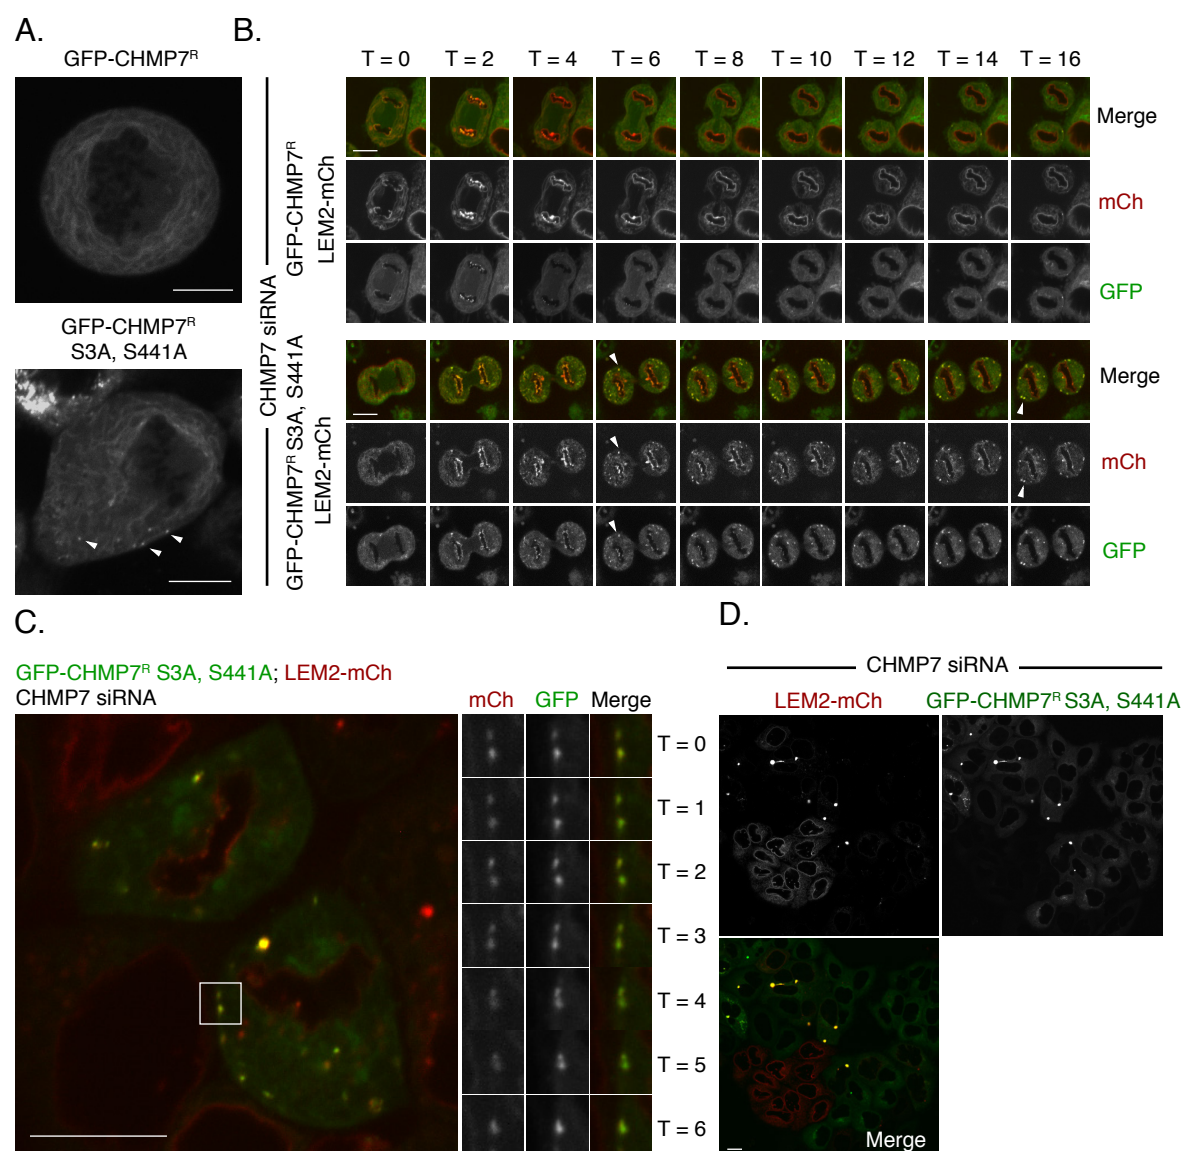 A.
GFP-CHMP7ᴿ
GFP-CHMP7ᴿ
S3A, S441A
B.
T = 0 T = 2 T = 4 T = 6 T = 8 T = 10 T = 12 T = 14 T = 16
CHMP7 siRNA
GFP-CHMP7ᴿ
LEM2-mCh
Merge
mCh
GFP
GFP-CHMP7ᴿ S3A, S441A
LEM2-mCh
Merge
mCh
GFP
C.
GFP-CHMP7ᴿ S3A, S441A; LEM2-mCh
CHMP7 siRNA
mCh GFP Merge
T = 0
T = 1
T = 2
T = 3
T = 4
T = 5
T = 6
D.
CHMP7 siRNA
LEM2-mCh GFP-CHMP7ᴿ S3A, S441A
Merge